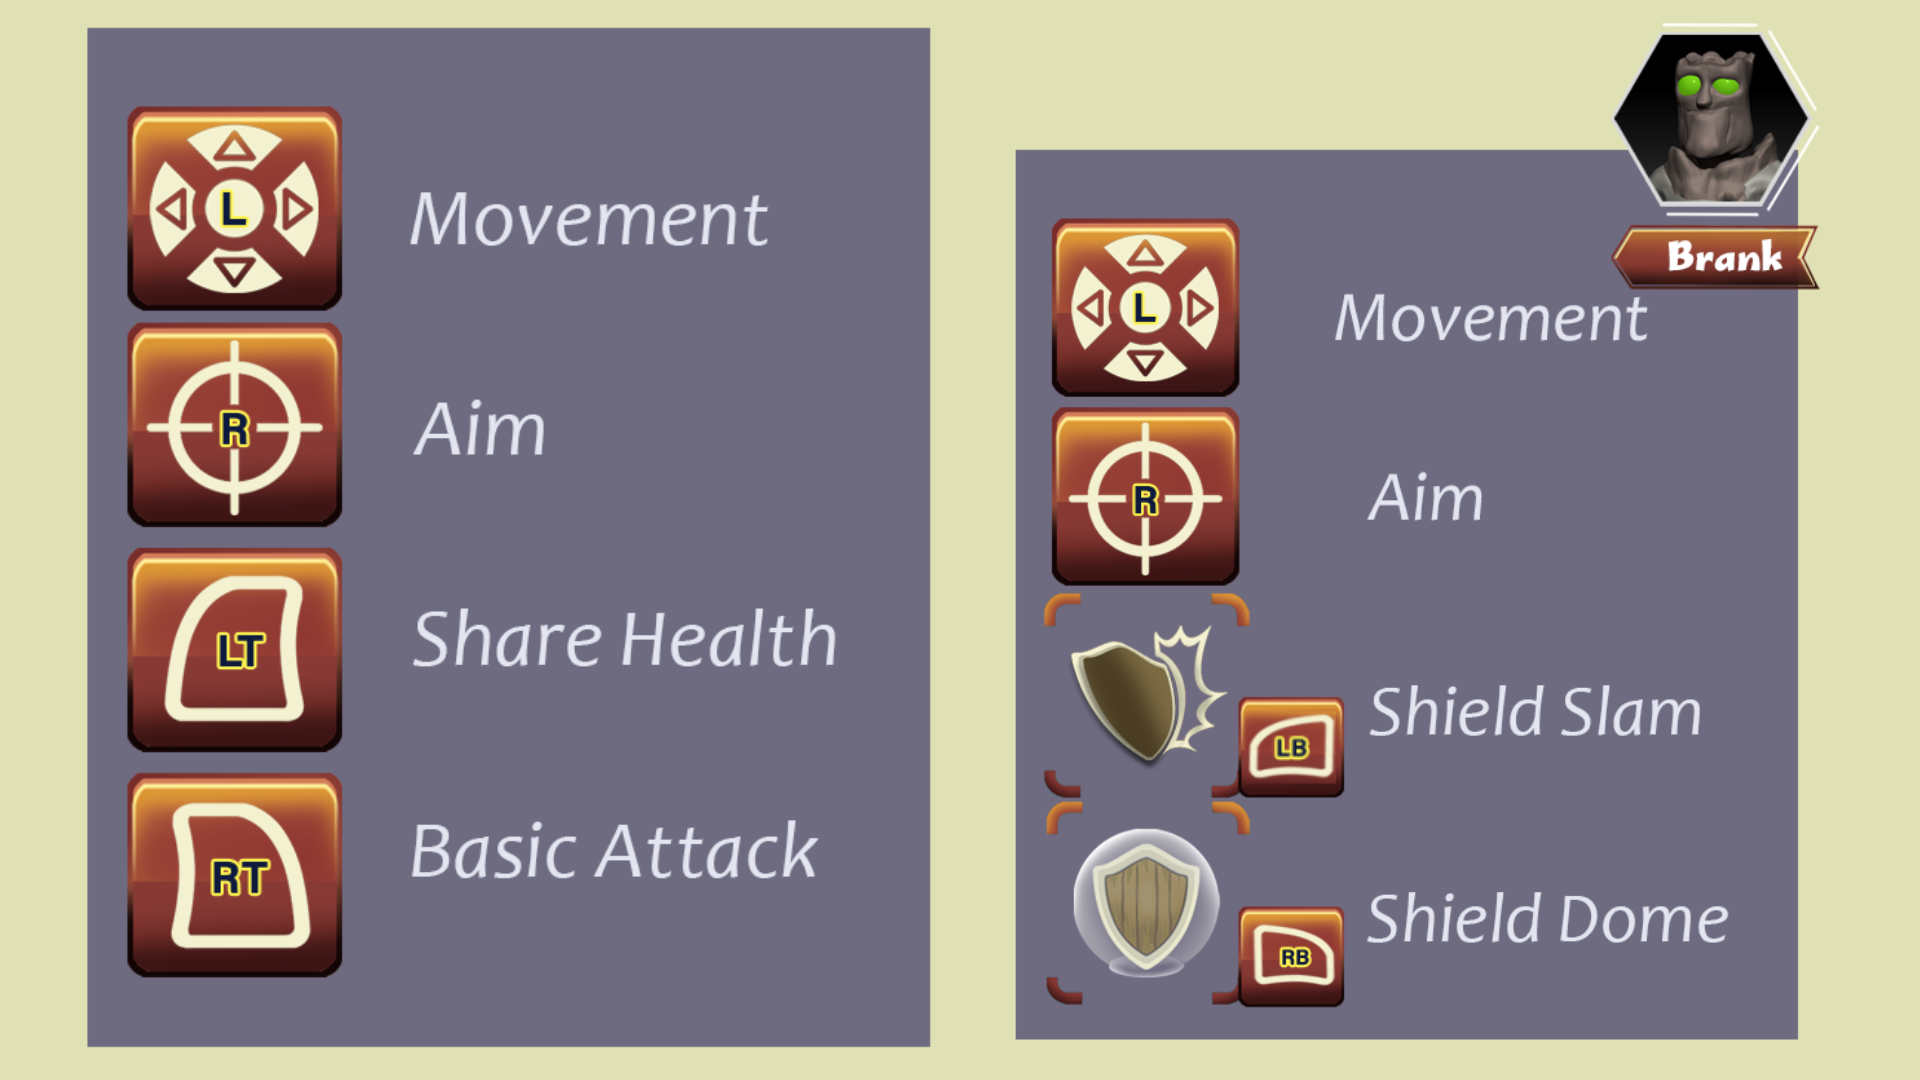 L
Movement
R
Aim
LT
Share Health
RT
Basic Attack
Brank
L
Movement
R
Aim
LB
Shield Slam
RB
Shield Dome